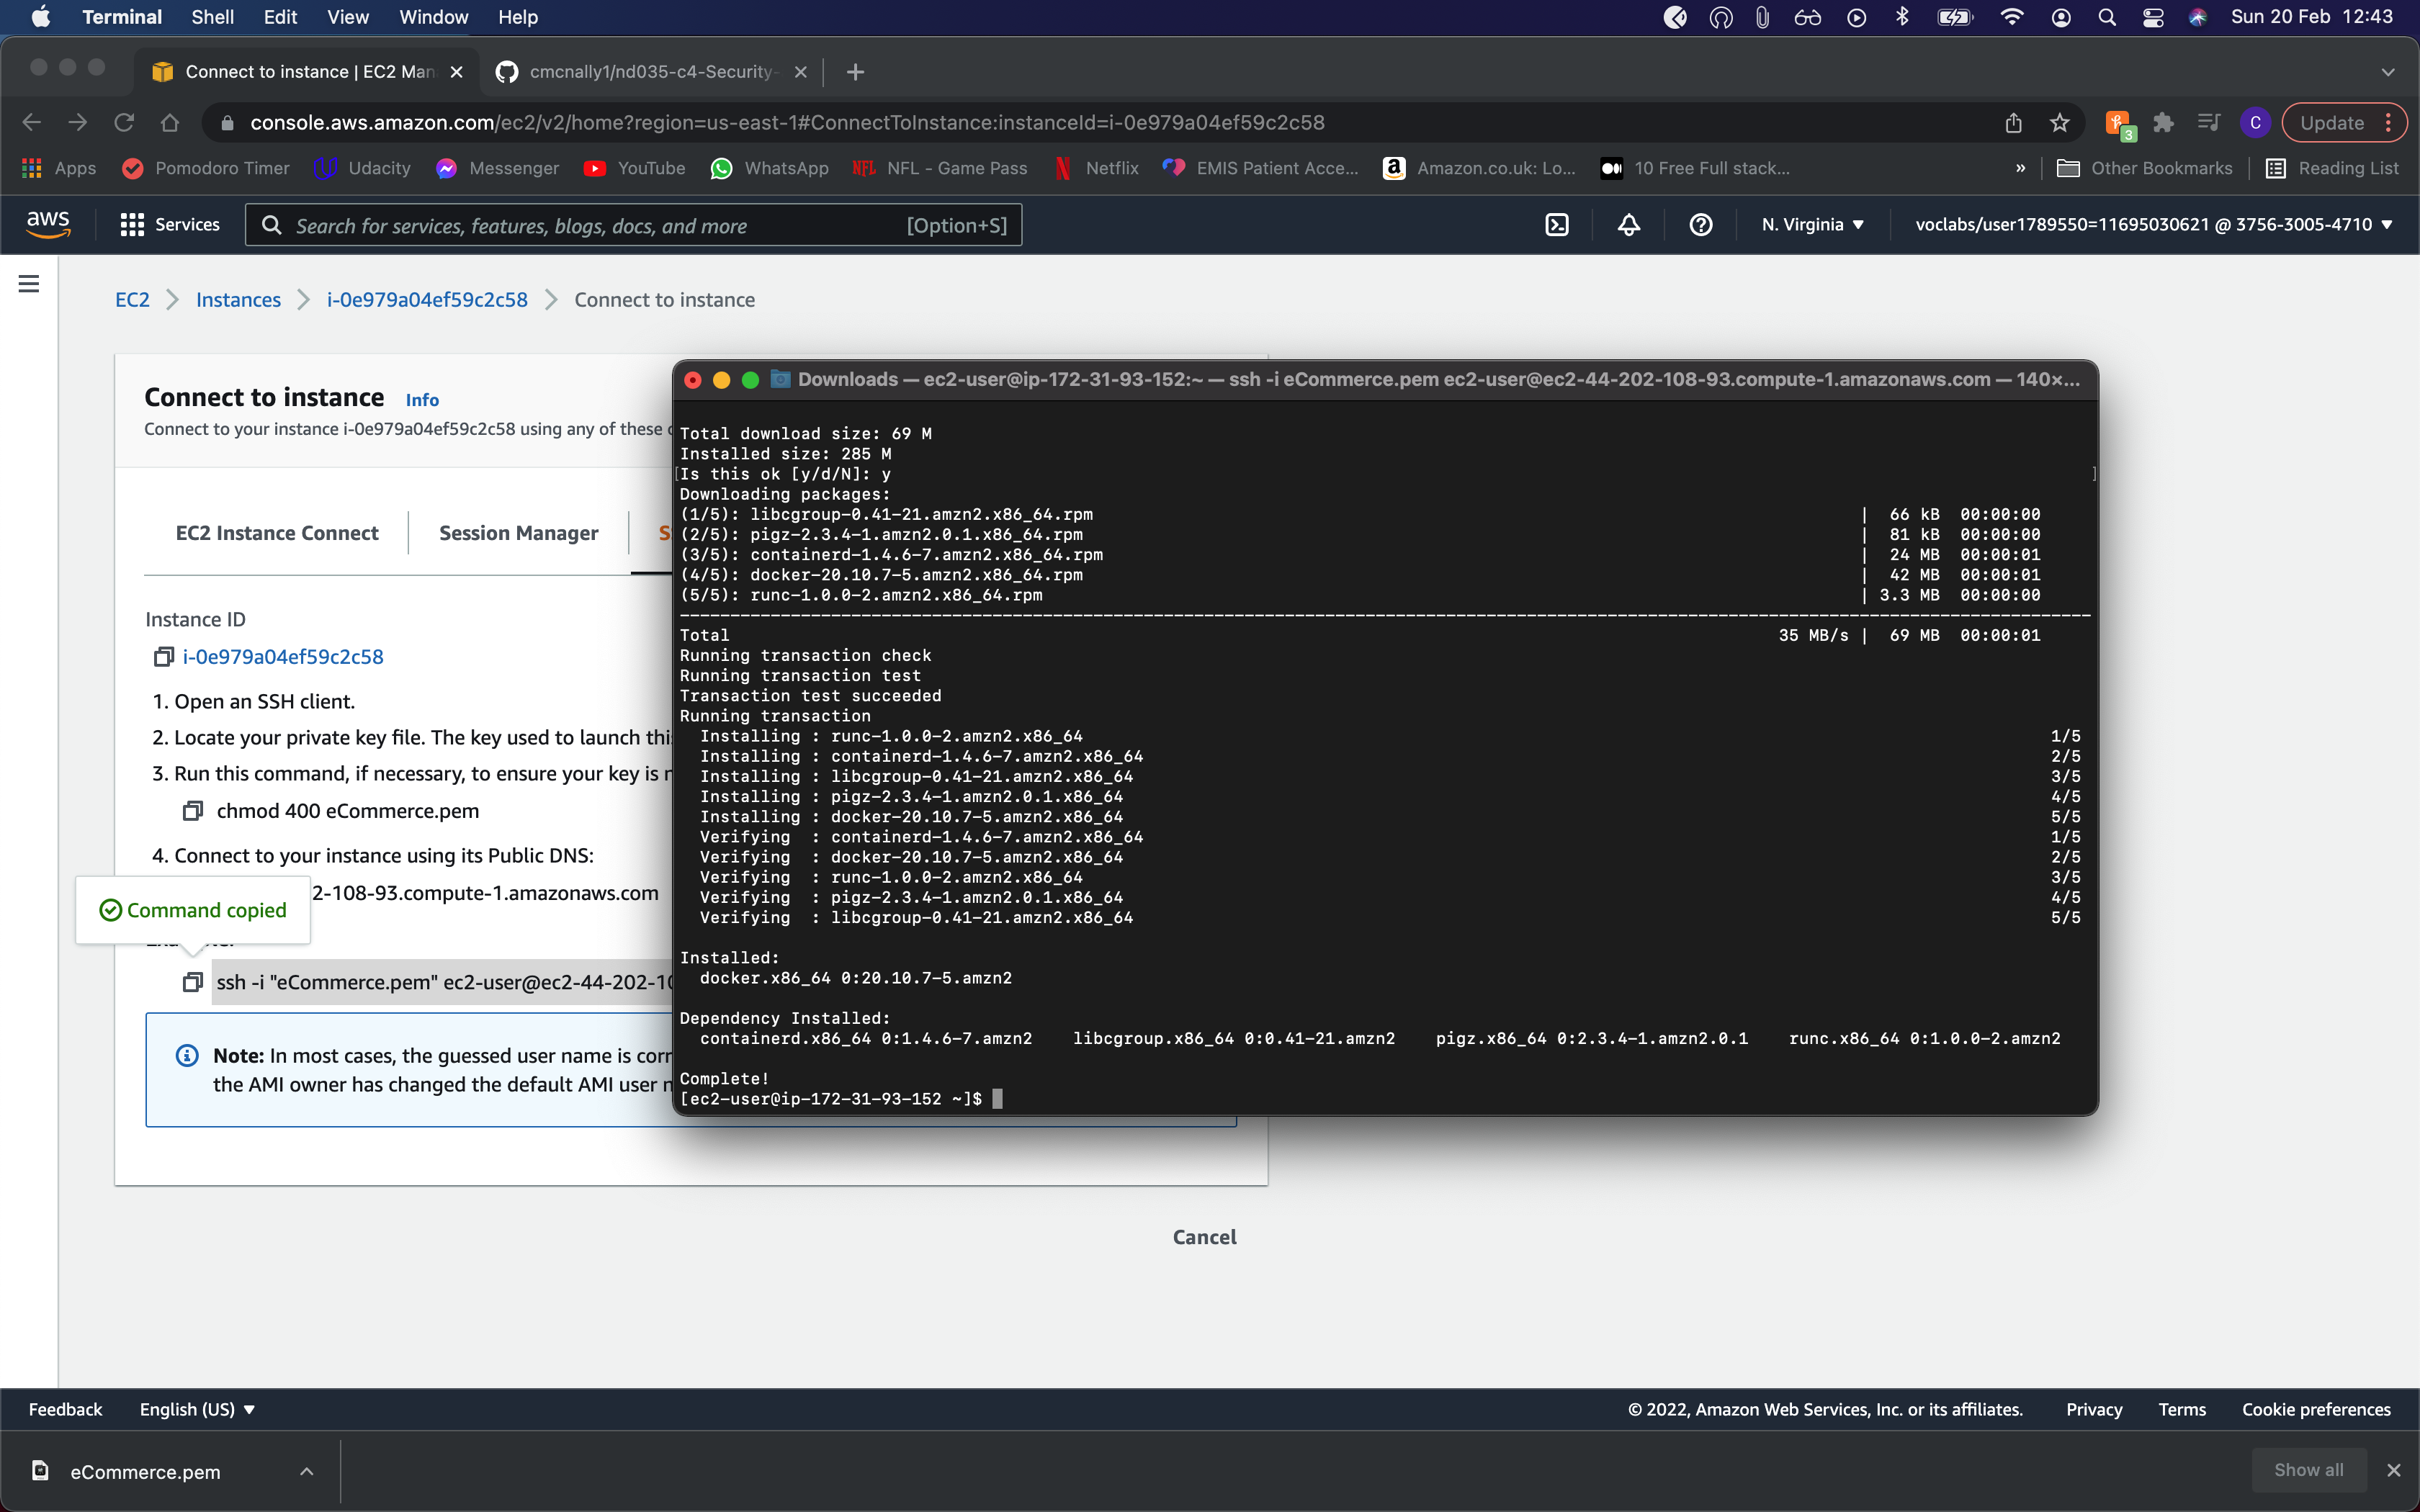 Terminal Shell Edit View Window Help Sun 20 Feb 12:43
Connect to instance | EC2 Man cmcnally1/nd035-c4-Security-
console.aws.amazon.com/ec2/v2/home?region=us-east-1#ConnectToInstance:instanceId=i-0e979a04ef59c2c58 3 C Update
Apps Pomodoro Timer Udacity Messenger YouTube WhatsApp NFL NFL - Game Pass Netflix EMIS Patient Acce... Amazon.co.uk: Lo... 10 Free Full stack... » Other Bookmarks Reading List
aws Services Search for services, features, blogs, docs, and more [Option+S] N. Virginia ▼ voclabs/user1789550=11695030621 @ 3756-3005-4710 ▼
EC2 Instances i-0e979a04ef59c2c58 Connect to instance
Connect to instance Info
Connect to your instance i-0e979a04ef59c2c58 using any of these
EC2 Instance Connect Session Manager S
Instance ID
i-0e979a04ef59c2c58
1. Open an SSH client.
2. Locate your private key file. The key used to launch
3. Run this command, if necessary, to ensure your key is
chmod 400 eCommerce.pem
4. Connect to your instance using its Public DNS:
2-108-93.compute-1.amazonaws.com
Command copied
ssh -i "eCommerce.pem" ec2-user@ec2-44-202-10
Note: In most cases, the guessed user name is
the AMI owner has changed the default AMI user
Cancel
Downloads — ec2-user@ip-172-31-93-152:~ — ssh -i eCommerce.pem ec2-user@ec2-44-202-108-93.compute-1.amazonaws.com — 140×...
Total download size: 69 M
Installed size: 285 M
[Is this ok [y/d/N]: y ]
Downloading packages:
(1/5): libcgroup-0.41-21.amzn2.x86_64.rpm | 66 kB 00:00:00
(2/5): pigz-2.3.4-1.amzn2.0.1.x86_64.rpm | 81 kB 00:00:00
(3/5): containerd-1.4.6-7.amzn2.x86_64.rpm | 24 MB 00:00:01
(4/5): docker-20.10.7-5.amzn2.x86_64.rpm | 42 MB 00:00:01
(5/5): runc-1.0.0-2.amzn2.x86_64.rpm | 3.3 MB 00:00:00
--------------------------------------------------------------------------------------------------------------------------------------------
Total 35 MB/s | 69 MB 00:00:01
Running transaction check
Running transaction test
Transaction test succeeded
Running transaction
Installing : runc-1.0.0-2.amzn2.x86_64 1/5
Installing : containerd-1.4.6-7.amzn2.x86_64 2/5
Installing : libcgroup-0.41-21.amzn2.x86_64 3/5
Installing : pigz-2.3.4-1.amzn2.0.1.x86_64 4/5
Installing : docker-20.10.7-5.amzn2.x86_64 5/5
Verifying : containerd-1.4.6-7.amzn2.x86_64 1/5
Verifying : docker-20.10.7-5.amzn2.x86_64 2/5
Verifying : runc-1.0.0-2.amzn2.x86_64 3/5
Verifying : pigz-2.3.4-1.amzn2.0.1.x86_64 4/5
Verifying : libcgroup-0.41-21.amzn2.x86_64 5/5
Installed:
docker.x86_64 0:20.10.7-5.amzn2
Dependency Installed:
containerd.x86_64 0:1.4.6-7.amzn2 libcgroup.x86_64 0:0.41-21.amzn2 pigz.x86_64 0:2.3.4-1.amzn2.0.1 runc.x86_64 0:1.0.0-2.amzn2
Complete!
[ec2-user@ip-172-31-93-152 ~]$
Feedback English (US) ▼ © 2022, Amazon Web Services, Inc. or its affiliates. Privacy Terms Cookie preferences
eCommerce.pem Show all